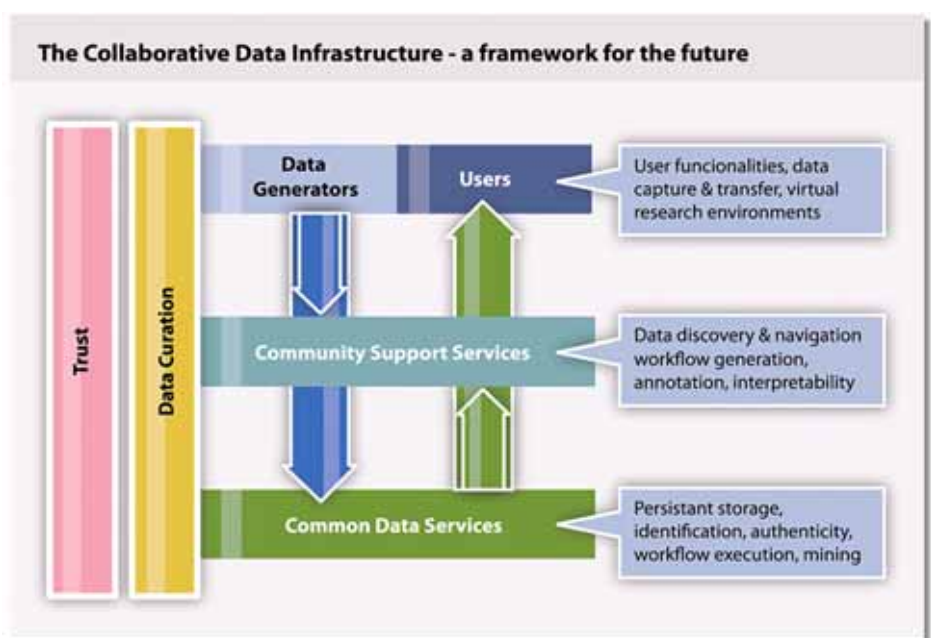 The Collaborative Data Infrastructure - a framework for the future
Trust
Data Curation
Data
Generators
Users
User funcionalities, data
capture & transfer, virtual
research environments
Community Support Services
Data discovery & navigation
workflow generation,
annotation, interpretability
Common Data Services
Persistant storage,
identification, authenticity,
workflow execution, mining